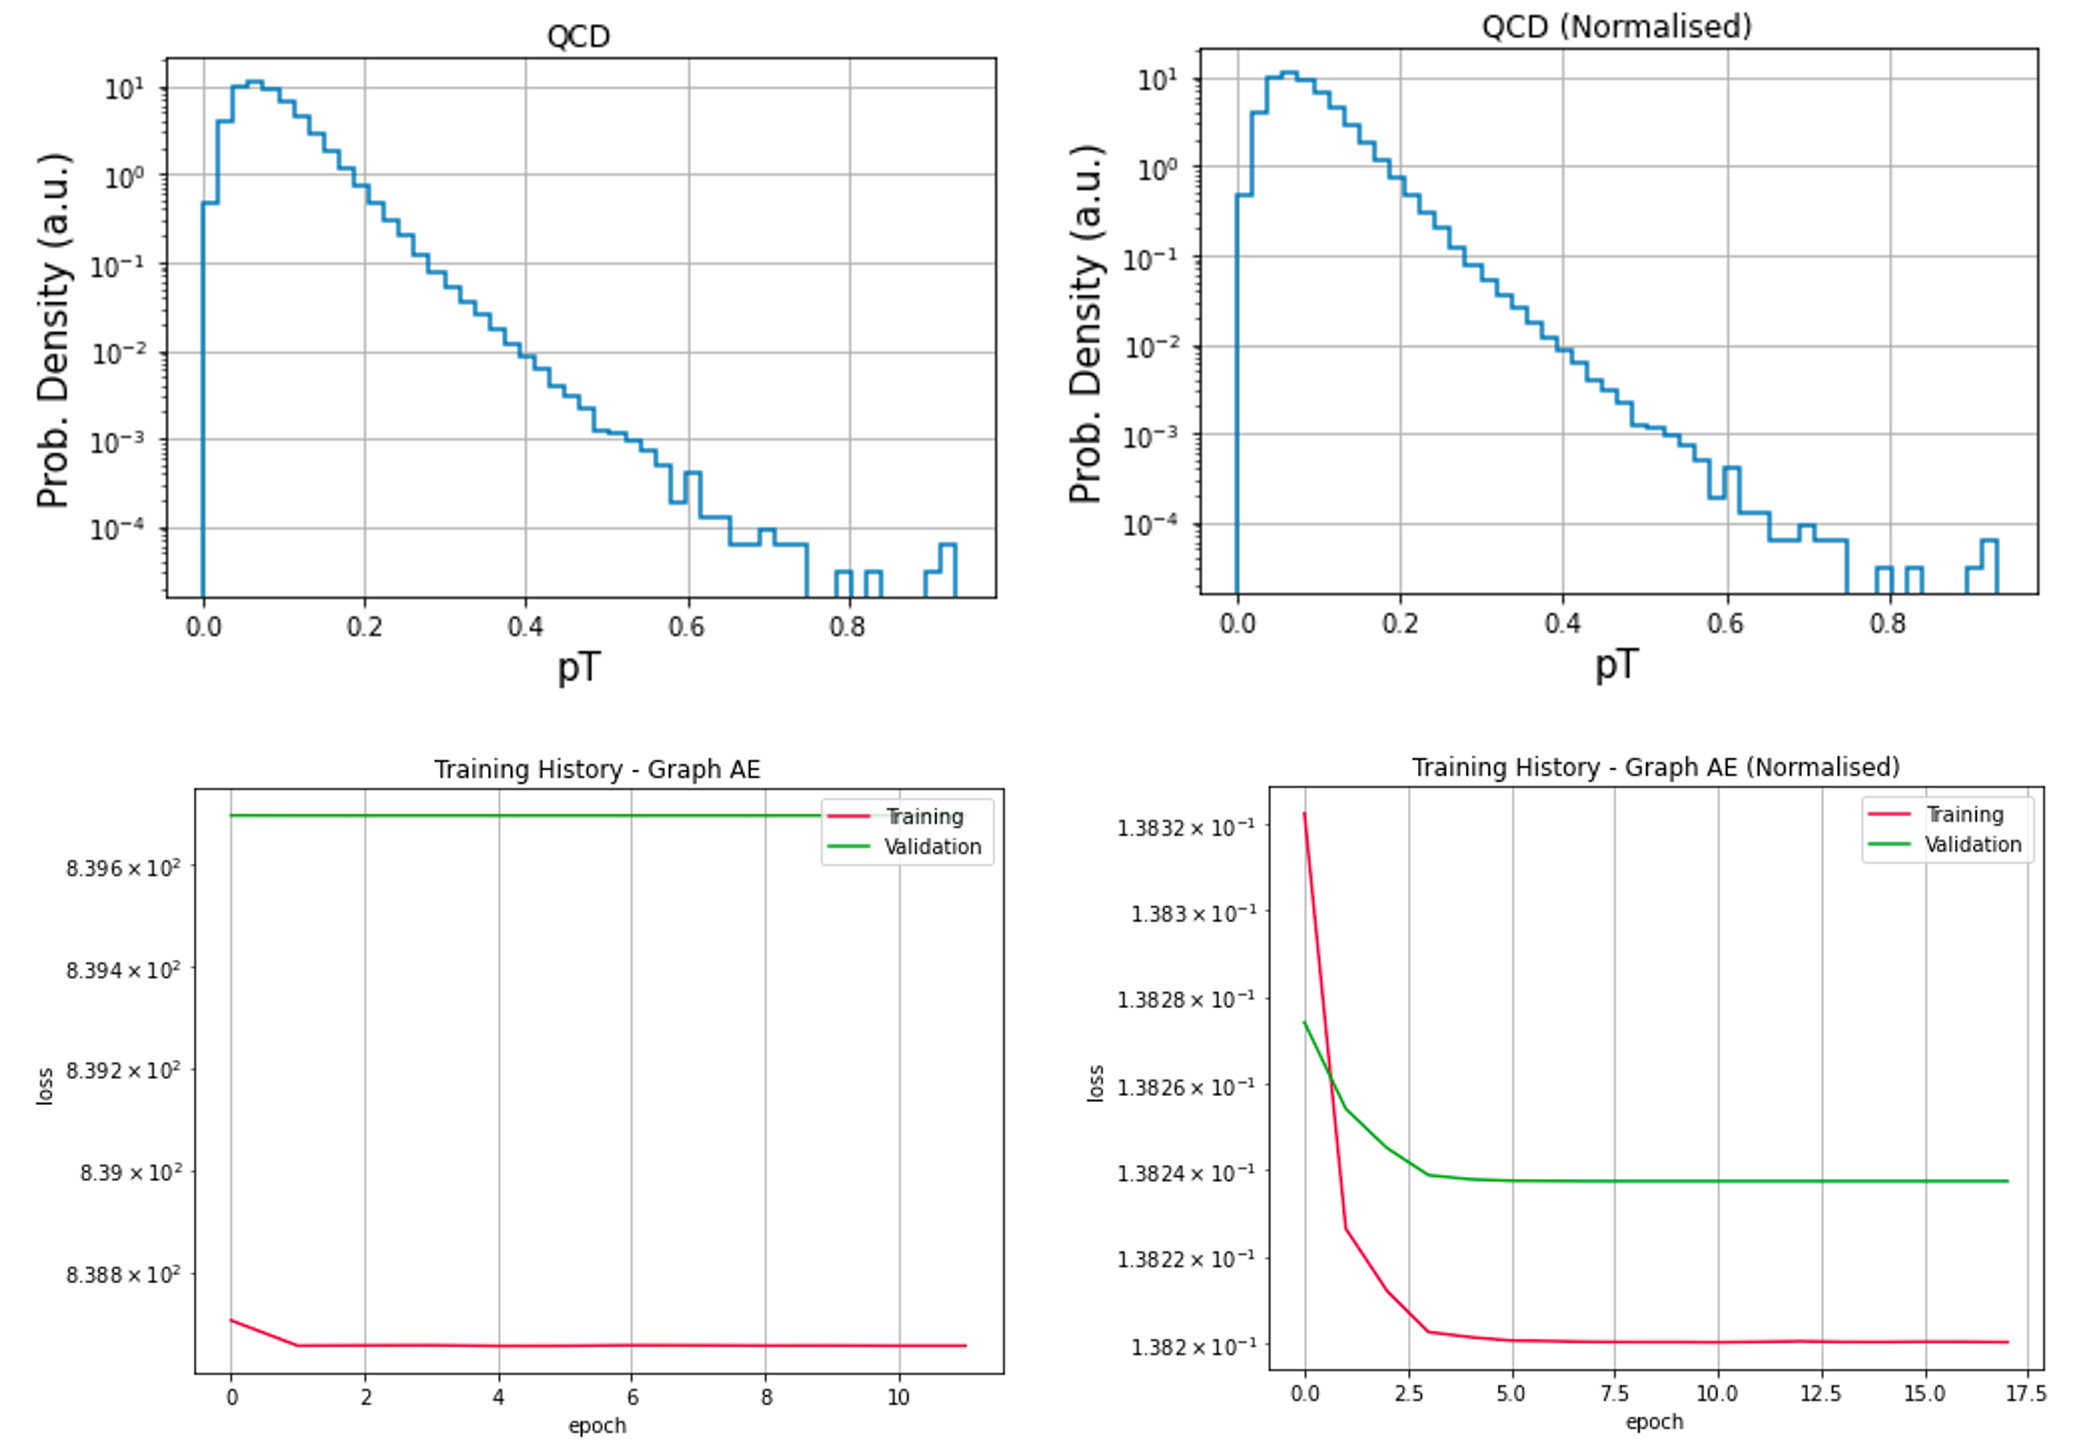 QCD
Prob. Density (a.u.)
10¹
10⁰
10⁻¹
10⁻²
10⁻³
10⁻⁴
0.0 0.2 0.4 0.6 0.8
pT
QCD (Normalised)
Prob. Density (a.u.)
10¹
10⁰
10⁻¹
10⁻²
10⁻³
10⁻⁴
0.0 0.2 0.4 0.6 0.8
pT
Training History - Graph AE
Training
Validation
loss
8.396 × 10²
8.394 × 10²
8.392 × 10²
8.39 × 10²
8.388 × 10²
0 2 4 6 8 10
epoch
Training History - Graph AE (Normalised)
Training
Validation
loss
1.3832 × 10⁻¹
1.383 × 10⁻¹
1.3828 × 10⁻¹
1.3826 × 10⁻¹
1.3824 × 10⁻¹
1.3822 × 10⁻¹
1.382 × 10⁻¹
0.0 2.5 5.0 7.5 10.0 12.5 15.0 17.5
epoch